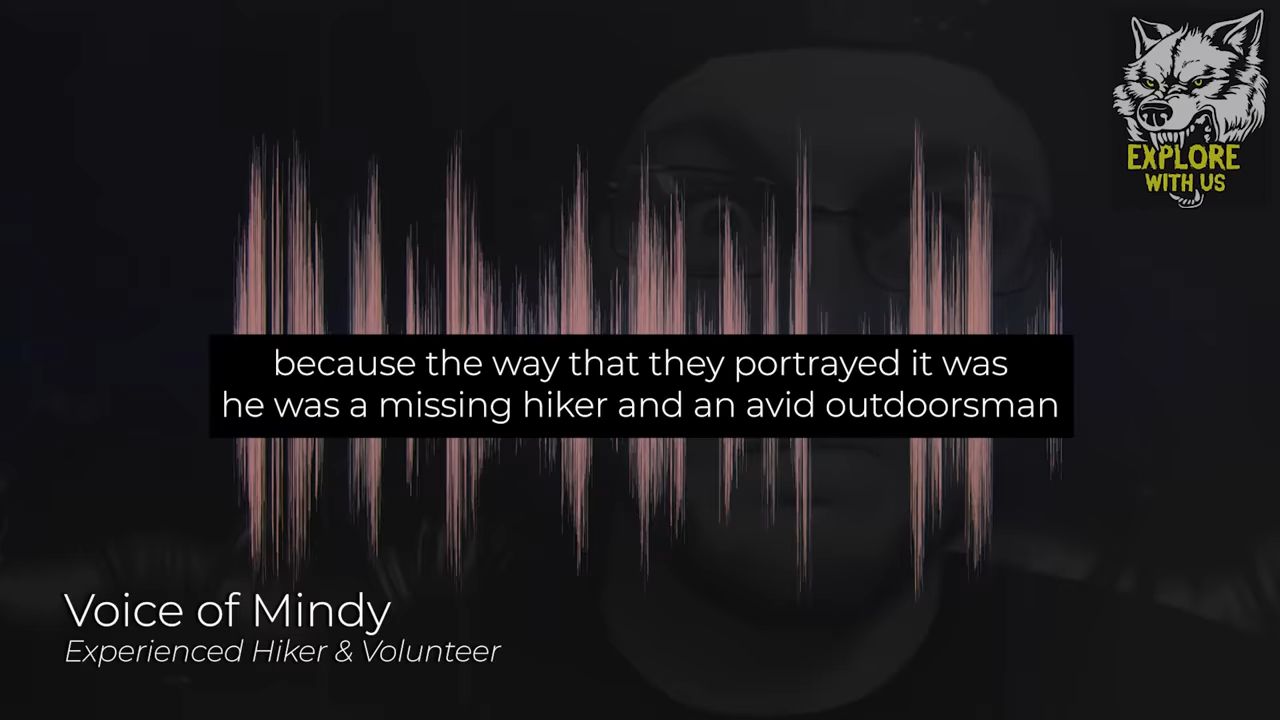 EXPLORE
WITH US
because the way that they portrayed it was
he was a missing hiker and an avid outdoorsman
Voice of Mindy
Experienced Hiker & Volunteer